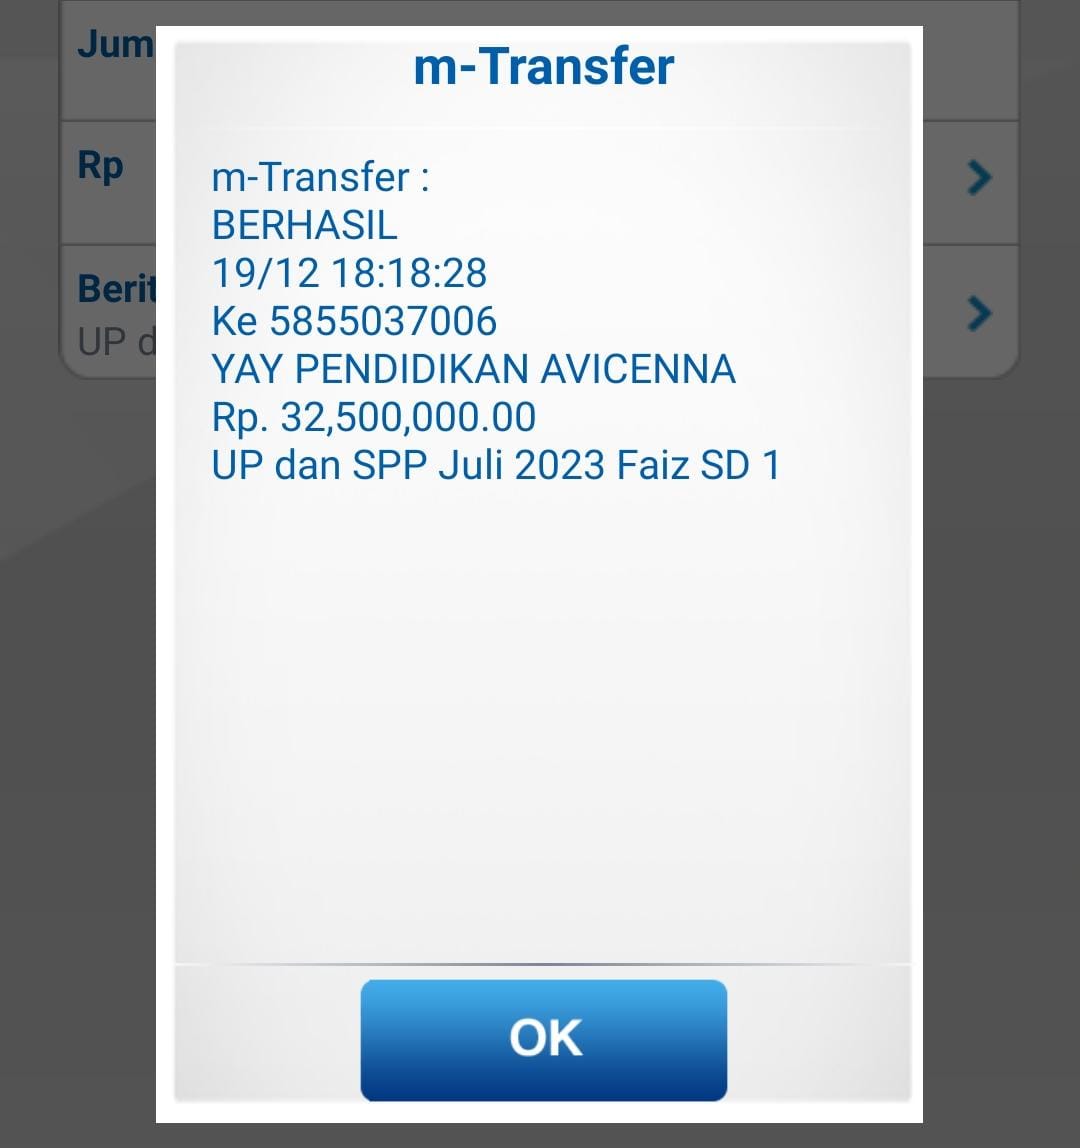 m-Transfer
Jum
Rp
Berit
UP d
m-Transfer :
BERHASIL
19/12 18:18:28
Ke 5855037006
YAY PENDIDIKAN AVICENNA
Rp. 32,500,000.00
UP dan SPP Juli 2023 Faiz SD 1
OK